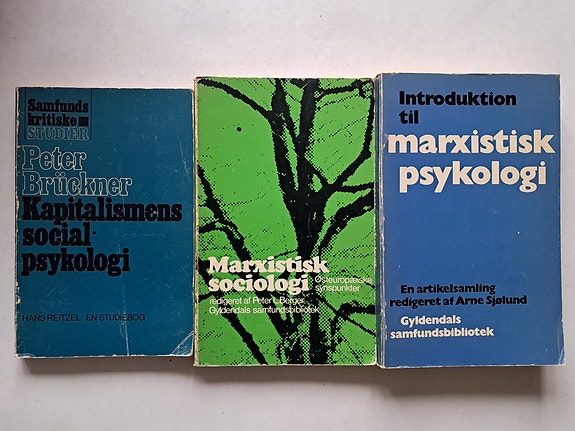 Samfunds
kritiske
STUDIER
Peter
Brückner
Kapitalismens
social-
psykologi
HANS REITZEL · EN STUDIEBOG
Marxistisk
sociologi
Østeuropæiske
synspunkter
redigeret af Peter L. Berger
Gyldendals samfundsbibliotek
Introduktion
til
marxistisk
psykologi
En artikelsamling
redigeret af Arne Sjølund
Gyldendals
samfundsbibliotek